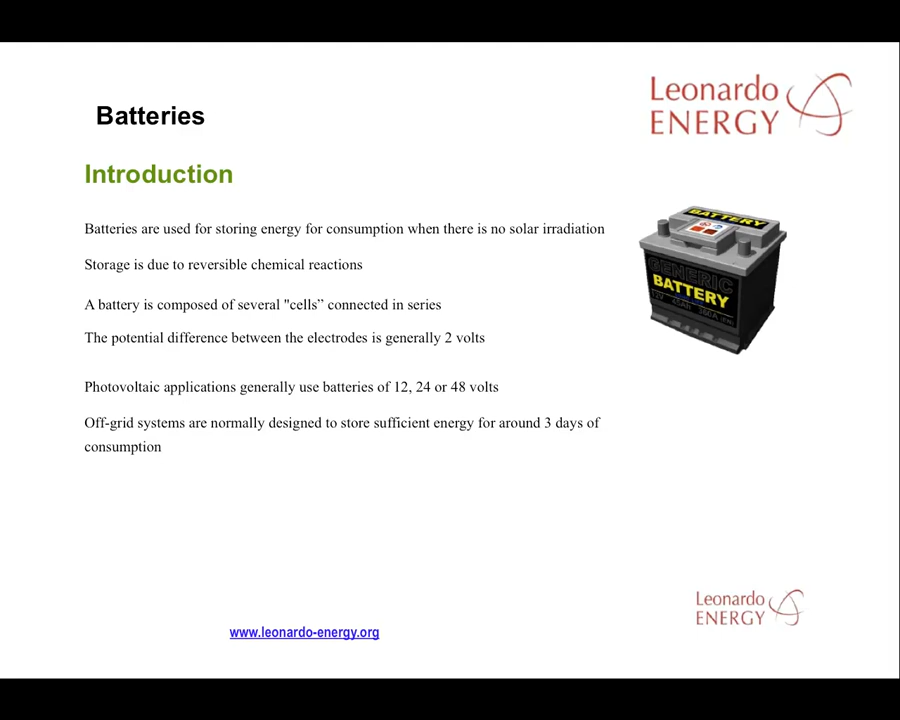 Leonardo
ENERGY
Batteries
Introduction
Batteries are used for storing energy for consumption when there is no solar irradiation
Storage is due to reversible chemical reactions
A battery is composed of several "cells” connected in series
The potential difference between the electrodes is generally 2 volts
Photovoltaic applications generally use batteries of 12, 24 or 48 volts
Off-grid systems are normally designed to store sufficient energy for around 3 days of
consumption
BATTERY
GENERIC
BATTERY
12V 45Ah 360A (EN)
Leonardo
ENERGY
www.leonardo-energy.org